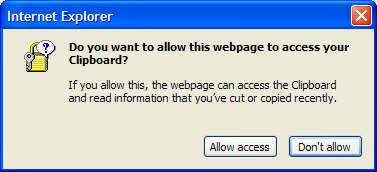 Internet Explorer
Do you want to allow this webpage to access your
Clipboard?
If you allow this, the webpage can access the Clipboard
and read information that you've cut or copied recently.
Allow access
Don't allow